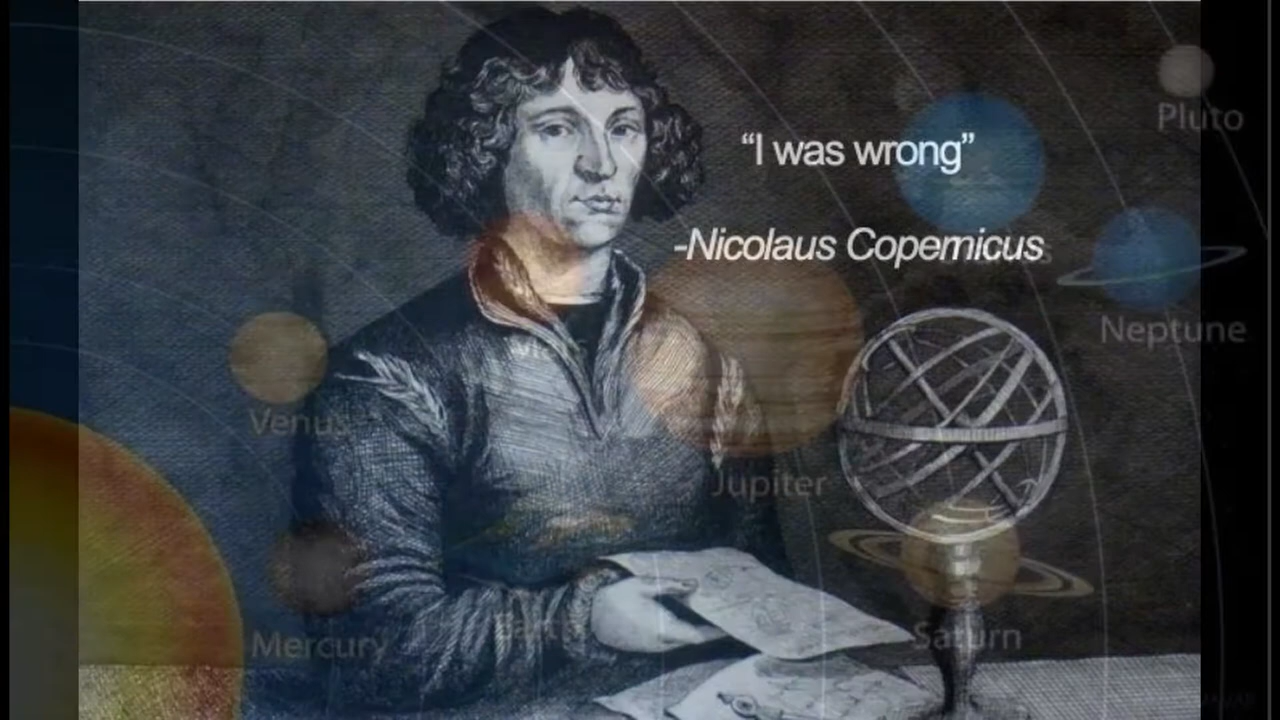 “I was wrong”
-Nicolaus Copernicus
Pluto
Neptune
Venus
Jupiter
Saturn
Mercury